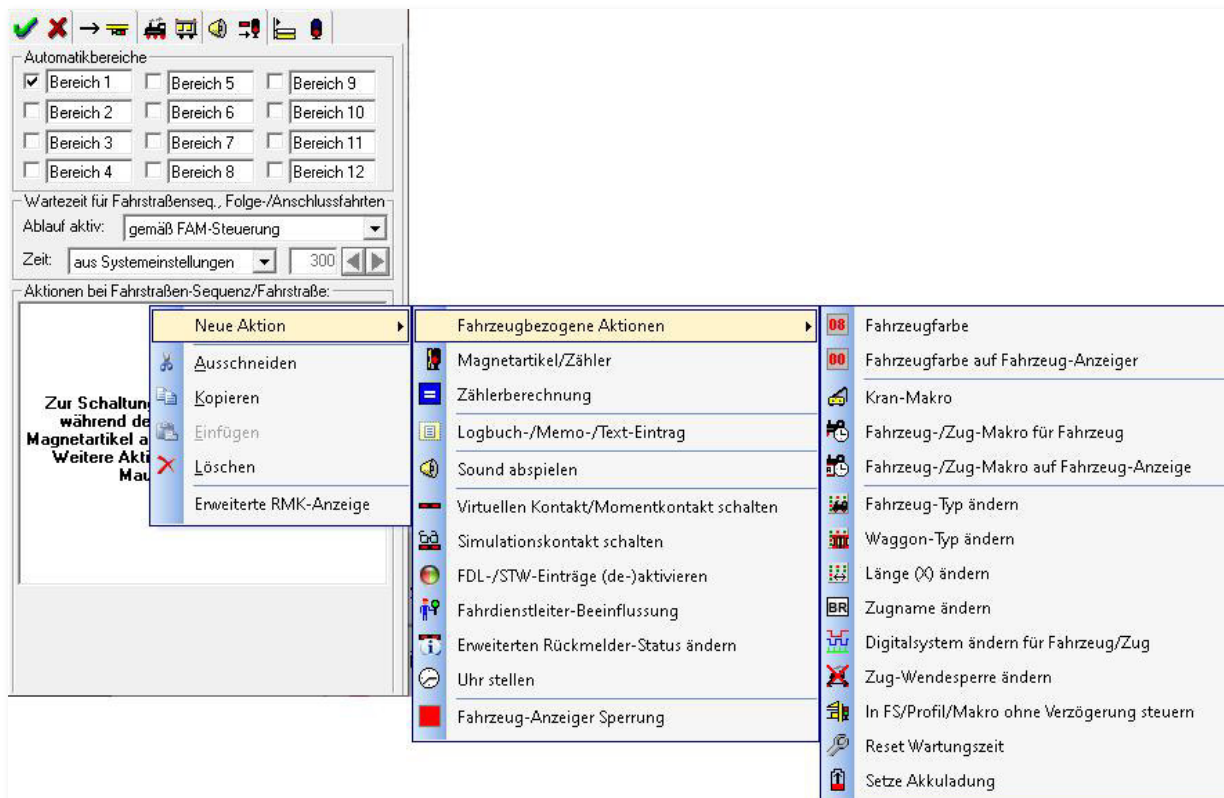 Automatikbereiche
Bereich 1 Bereich 5 Bereich 9
Bereich 2 Bereich 6 Bereich 10
Bereich 3 Bereich 7 Bereich 11
Bereich 4 Bereich 8 Bereich 12
Wartezeit für Fahrstraßenseq., Folge-/Anschlussfahrten
Ablauf aktiv: gemäß FAM-Steuerung
Zeit: aus Systemeinstellungen 300
Aktionen bei Fahrstraßen-Sequenz/Fahrstraße:
Zur Schaltung
während de
Magnetartikel a
Weitere Akti
Mau
Neue Aktion
Ausschneiden
Kopieren
Einfügen
Löschen
Erweiterte RMK-Anzeige
Fahrzeugbezogene Aktionen
Magnetartikel/Zähler
Zählerberechnung
Logbuch-/Memo-/Text-Eintrag
Sound abspielen
Virtuellen Kontakt/Momentkontakt schalten
Simulationskontakt schalten
FDL-/STW-Einträge (de-)aktivieren
Fahrdienstleiter-Beeinflussung
Erweiterten Rückmelder-Status ändern
Uhr stellen
Fahrzeug-Anzeiger Sperrung
08 Fahrzeugfarbe
00 Fahrzeugfarbe auf Fahrzeug-Anzeiger
Kran-Makro
Fahrzeug-/Zug-Makro für Fahrzeug
Fahrzeug-/Zug-Makro auf Fahrzeug-Anzeige
Fahrzeug-Typ ändern
Waggon-Typ ändern
Länge (X) ändern
BR Zugname ändern
Digitalsystem ändern für Fahrzeug/Zug
Zug-Wendesperre ändern
In FS/Profil/Makro ohne Verzögerung steuern
Reset Wartungszeit
Setze Akkuladung